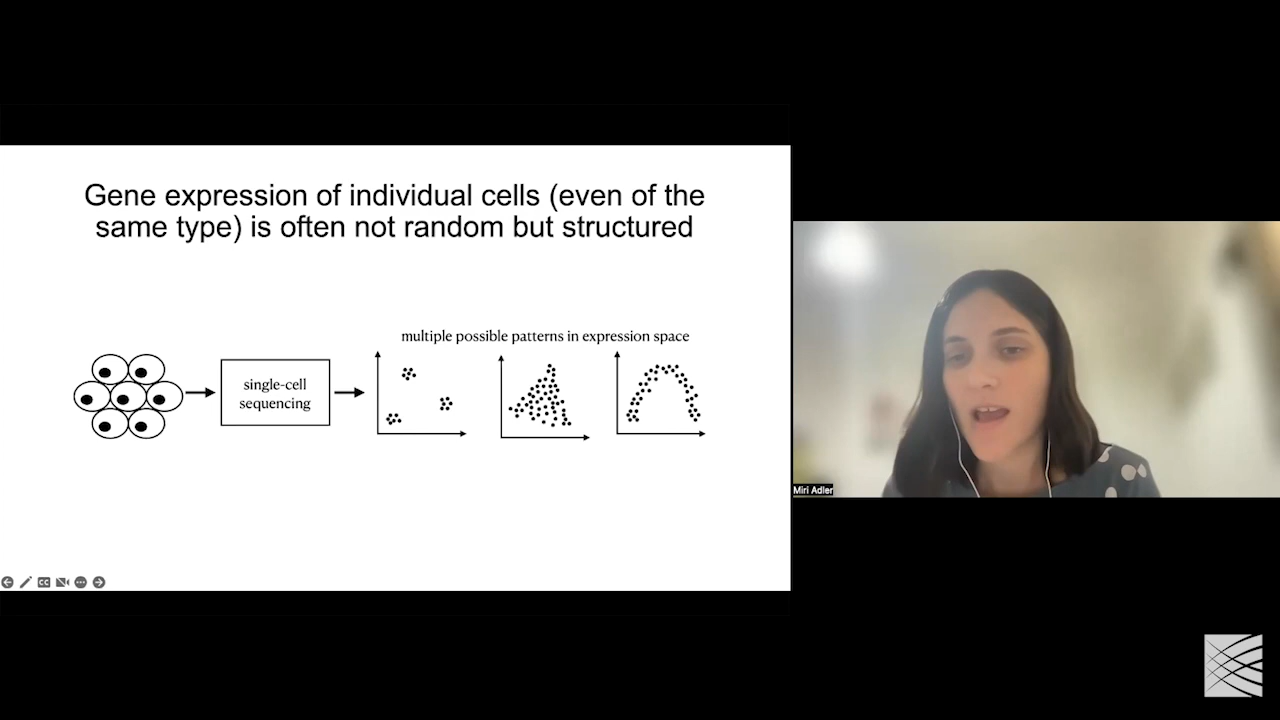 Gene expression of individual cells (even of the
same type) is often not random but structured
multiple possible patterns in expression space
single-cell
sequencing
CC
Miri Adler